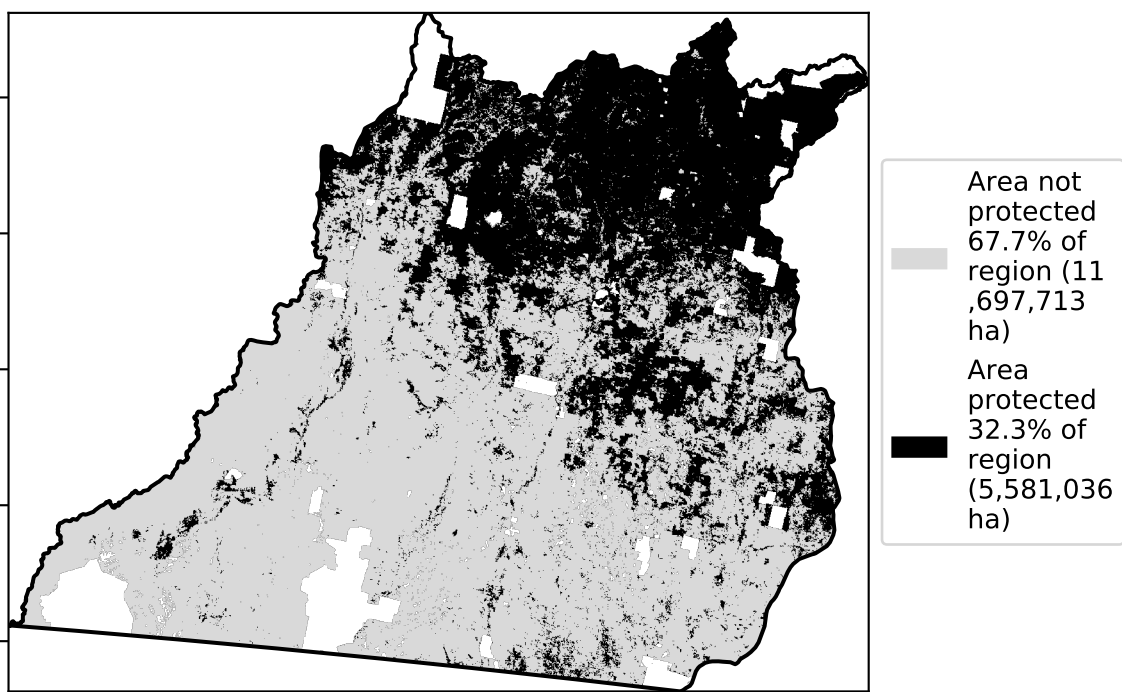 Area not
protected
67.7% of
region (11
,697,713
ha)
Area
protected
32.3% of
region
(5,581,036
ha)